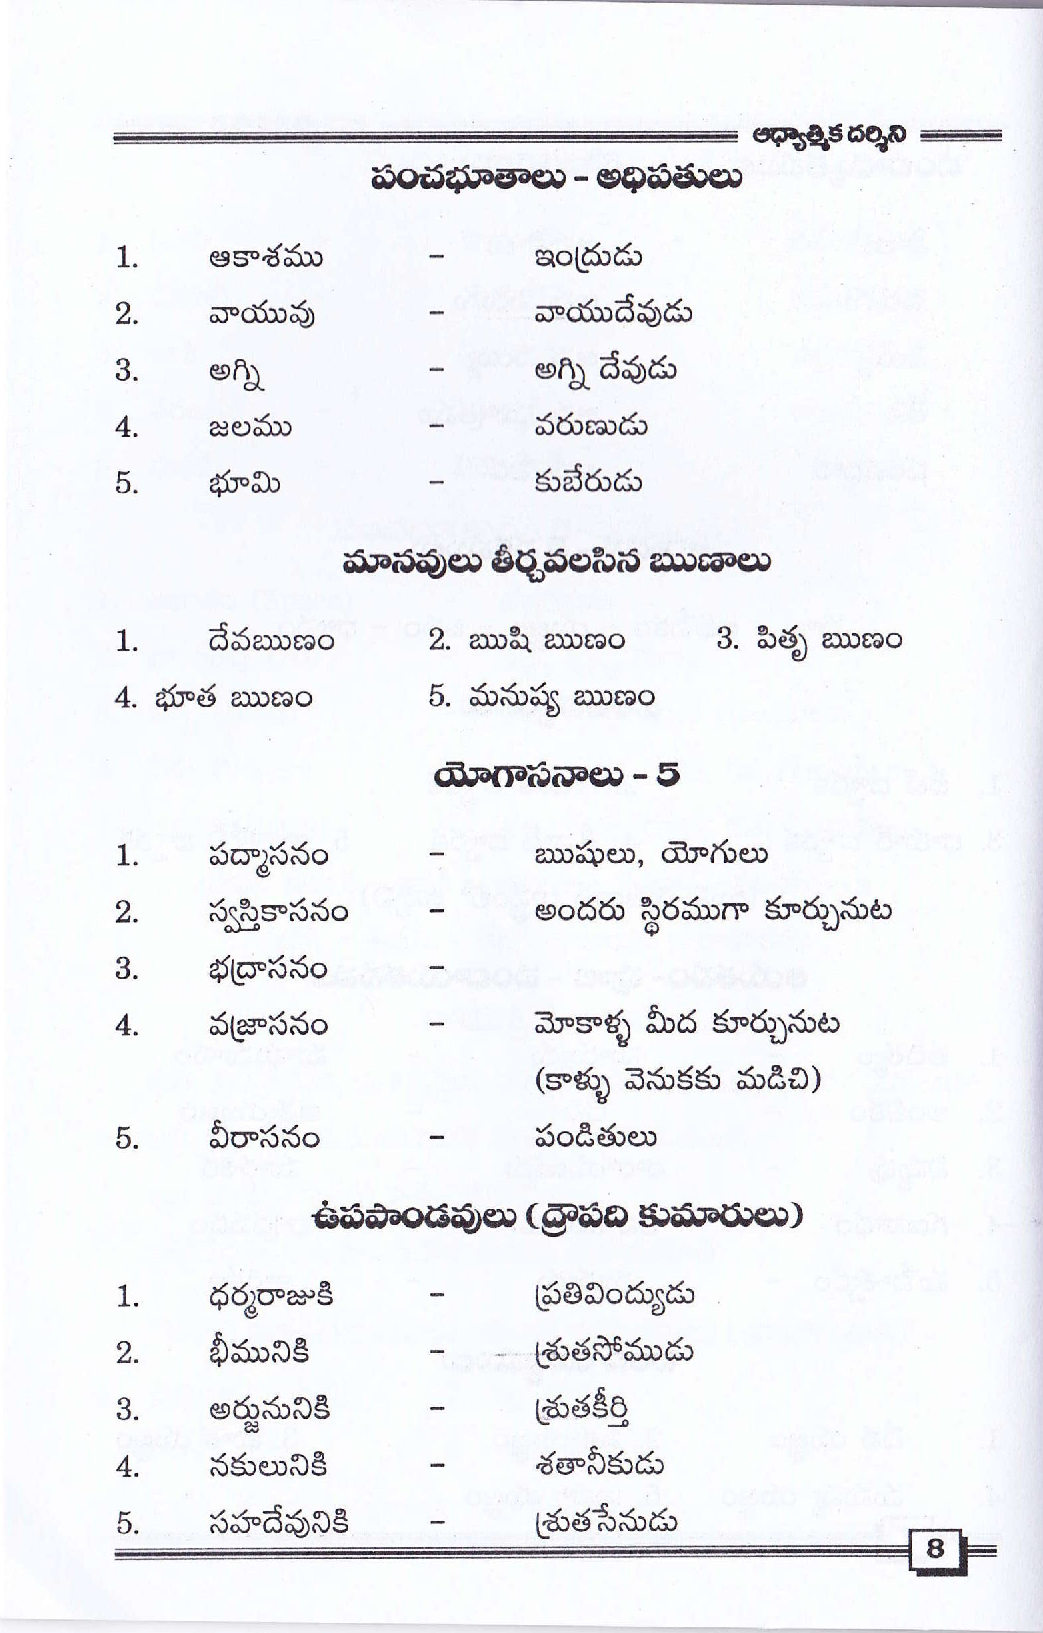 ఆధ్యాత్మిక దర్శిని
పంచభూతాలు - అధిపతులు
1. ఆకాశము - ఇంద్రుడు
2. వాయువు - వాయుదేవుడు
3. అగ్ని - అగ్ని దేవుడు
4. జలము - వరుణుడు
5. భూమి - కుబేరుడు
మానవులు తీర్చవలసిన ఋణాలు
1. దేవఋణం 2. ఋషి ఋణం 3. పితృ ఋణం
4. భూత ఋణం 5. మనుష్య ఋణం
యోగాసనాలు - 5
1. పద్మాసనం - ఋషులు, యోగులు
2. స్వస్తికాసనం - అందరు స్థిరముగా కూర్చునుట
3. భద్రాసనం -
4. వజ్రాసనం - మోకాళ్ళ మీద కూర్చునుట
(కాళ్ళు వెనుకకు మడిచి)
5. వీరాసనం - పండితులు
ఉపపాండవులు (ద్రౌపది కుమారులు)
1. ధర్మరాజుకి - ప్రతివింద్యుడు
2. భీమునికి - శ్రుతసోముడు
3. అర్జునునికి - శ్రుతకీర్తి
4. నకులునికి - శతానీకుడు
5. సహదేవునికి - శ్రుతసేనుడు
8